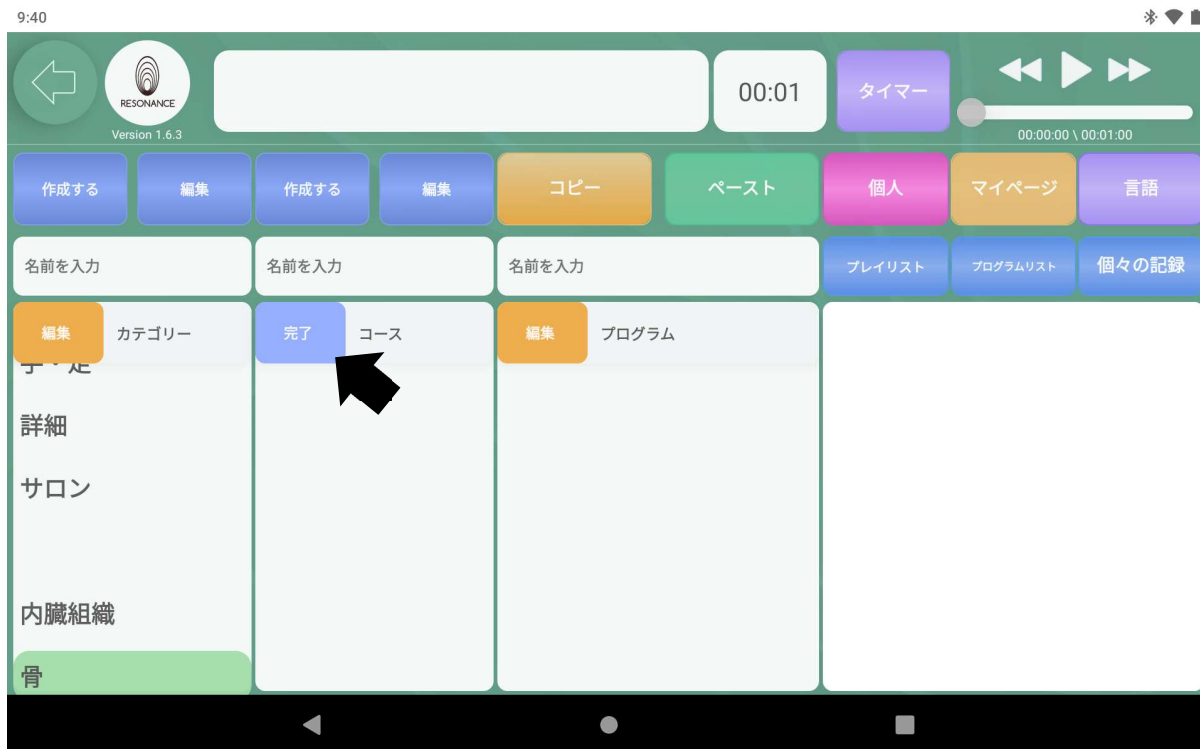 9:40
RESONANCE
Version 1.6.3
00:01
タイマー
00:00:00 \ 00:01:00
作成する
編集
作成する
編集
コピー
ペースト
個人
マイページ
言語
名前を入力
名前を入力
名前を入力
プレイリスト
プログラムリスト
個々の記録
編集
カテゴリー
完了
コース
編集
プログラム
手・足
詳細
サロン
内臓組織
骨